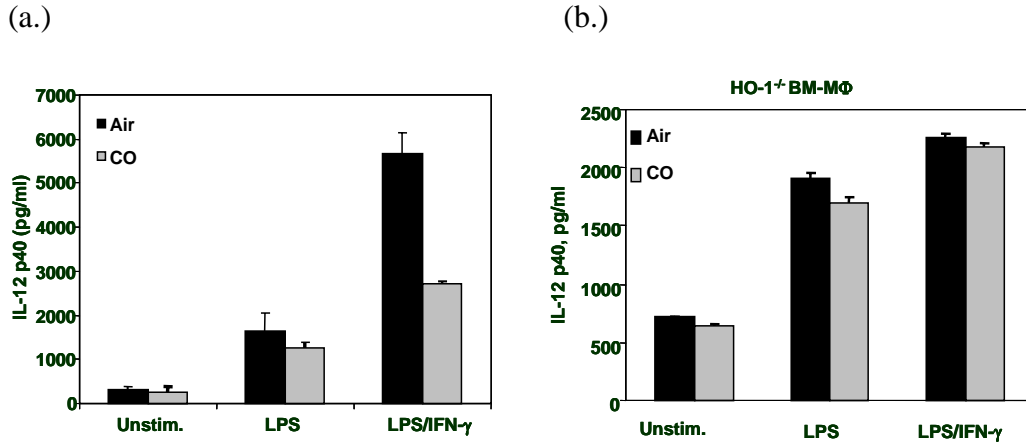 (a.)
IL-12 p40 (pg/ml)
7000
6000
5000
4000
3000
2000
1000
0
Air
CO
Unstim.
LPS
LPS/IFN-γ
(b.)
HO-1-/- BM-MΦ
IL-12 p40, pg/ml
2500
2000
1500
1000
500
0
Air
CO
Unstim.
LPS
LPS/IFN-γ